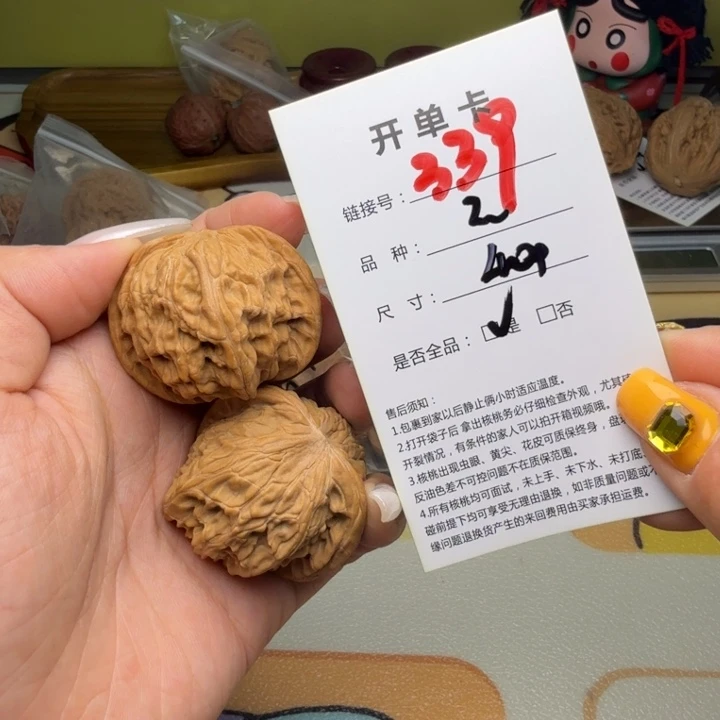 开单卡
链接号：339
品 种：2
尺 寸：
是否全品：☑是 □否
售后须知：
1.包裹到家以后静止俩小时适应温度。
2.打开袋子后 拿出核桃务必仔细检查外观，尤其
开裂情况，有条件的家人可以拍开箱视频哦。
3.核桃出现虫眼、黄尖、花皮可质保终身，盘
反油色差不可控问题不在质保范围。
4.所有核桃均可面试，未上手、未下水、未打底、未
碰前提下均可享受无理由退换，如非质量问题或
缘问题退换货产生的来回费用由买家承担运费。